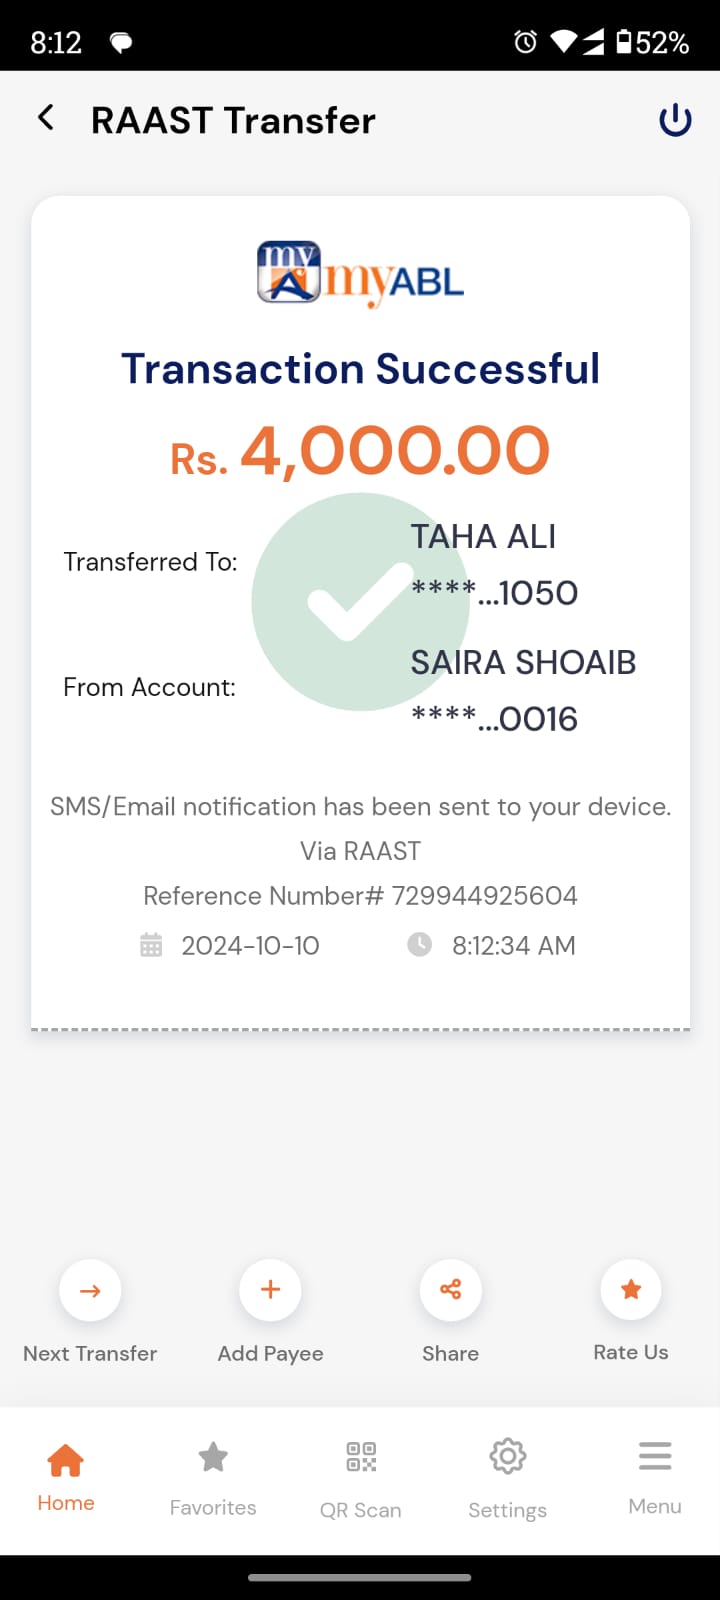 8:12
52%
RAAST Transfer
my
myABL
Transaction Successful
Rs. 4,000.00
Transferred To:
TAHA ALI
****...1050
From Account:
SAIRA SHOAIB
****...0016
SMS/Email notification has been sent to your device.
Via RAAST
Reference Number# 729944925604
2024-10-10
8:12:34 AM
Next Transfer
Add Payee
Share
Rate Us
Home
Favorites
QR Scan
Settings
Menu